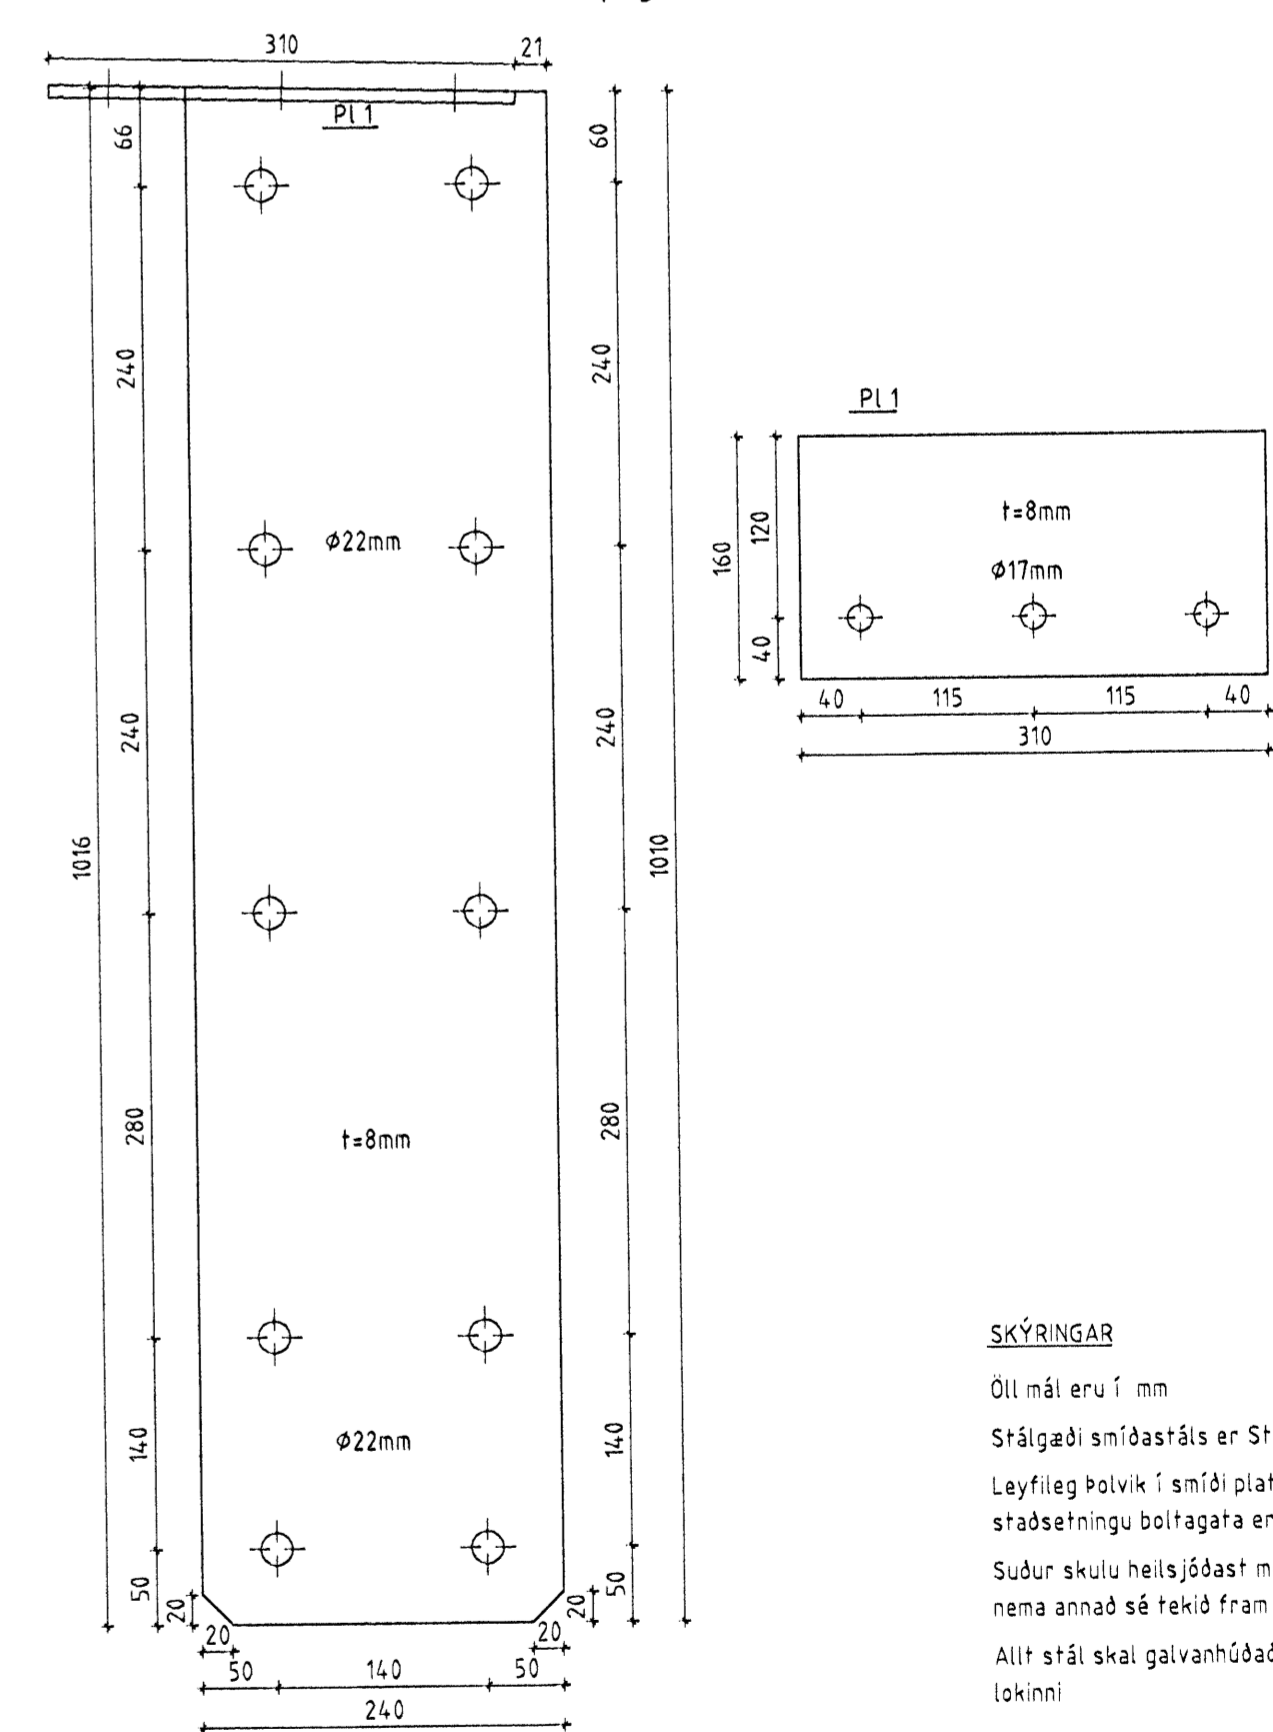 310
21
Pl 1
66
60
240
240
Pl 1
Φ22mm
t=8mm
Φ17mm
160
120
40
40
115
115
40
310
240
240
1016
1010
280
280
t=8mm
Φ22mm
140
140
50
50
20
20
20
20
50
140
50
240
SKÝRINGAR
Öll mál eru í mm
Stálgæði smíðastáls er St
Leyfileg þolvik í smíði plat
staðsetningu boltagata er
Suður skulu heilsjóðast m
nema annað sé tekið fram
Allt stál skal galvanhúðað
lokinni